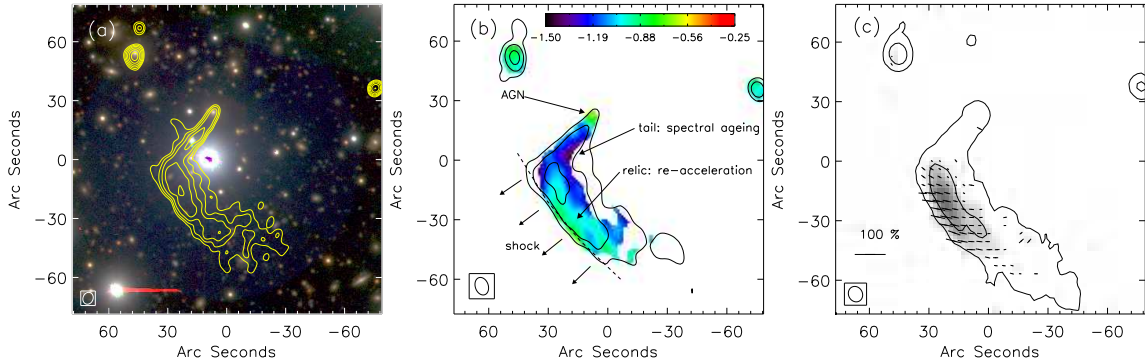 (a)
60
30
0
−30
−60
Arc Seconds
60 30 0 −30 −60
Arc Seconds
(b)
−1.50 −1.19 −0.88 −0.56 −0.25
AGN
tail: spectral ageing
relic: re−acceleration
shock
60
30
0
−30
−60
Arc Seconds
60 30 0 −30 −60
Arc Seconds
(c)
100 %
60
30
0
−30
−60
Arc Seconds
60 30 0 −30 −60
Arc Seconds